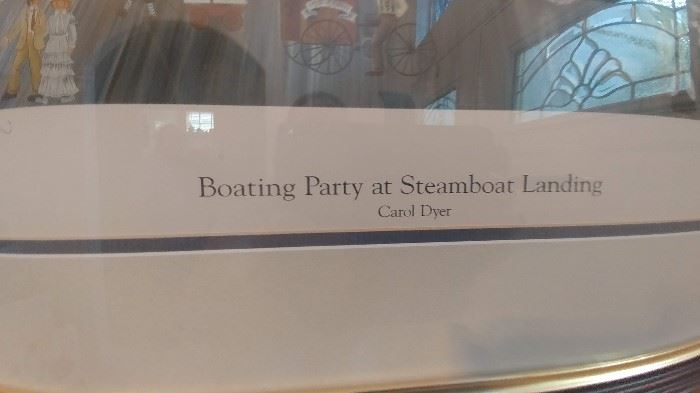 Boating Party at Steamboat Landing
Carol Dyer